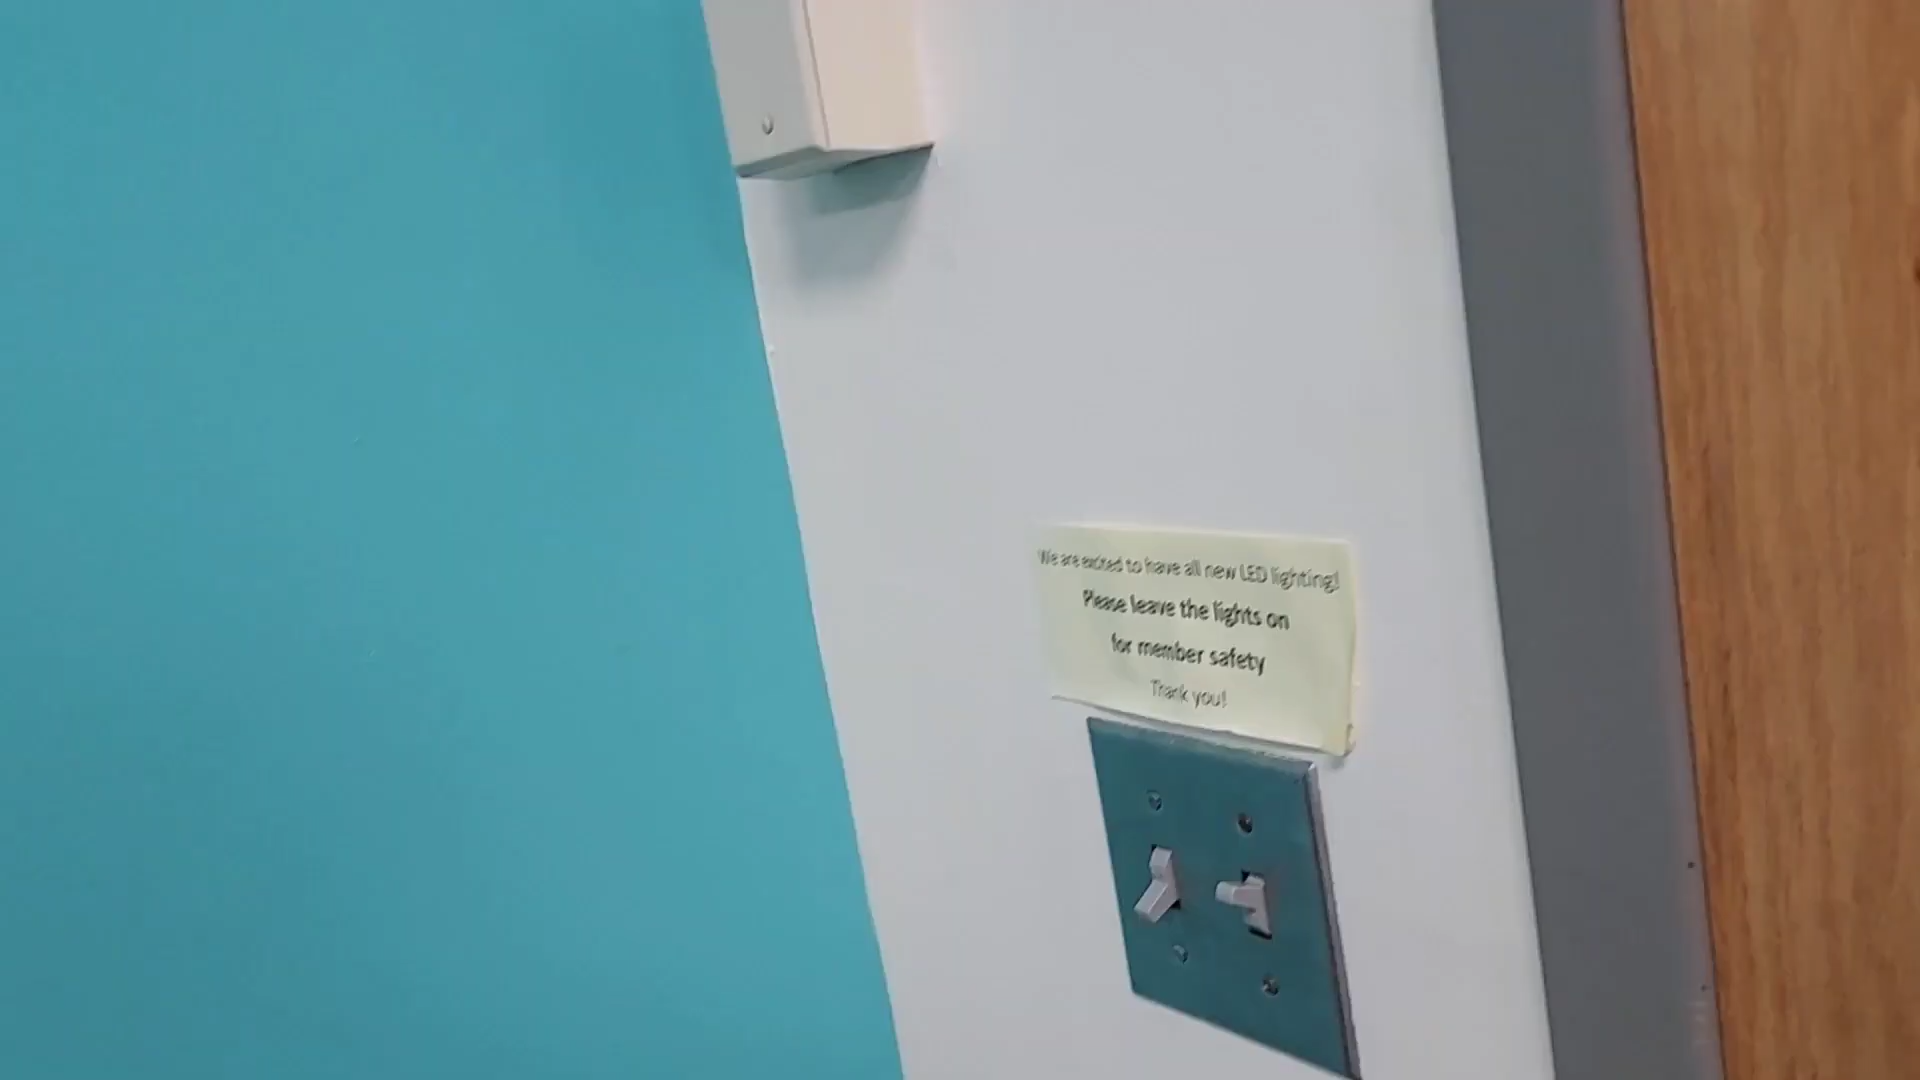 We are excited to have all new LED lighting!
Please leave the lights on
for member safety
Thank you!